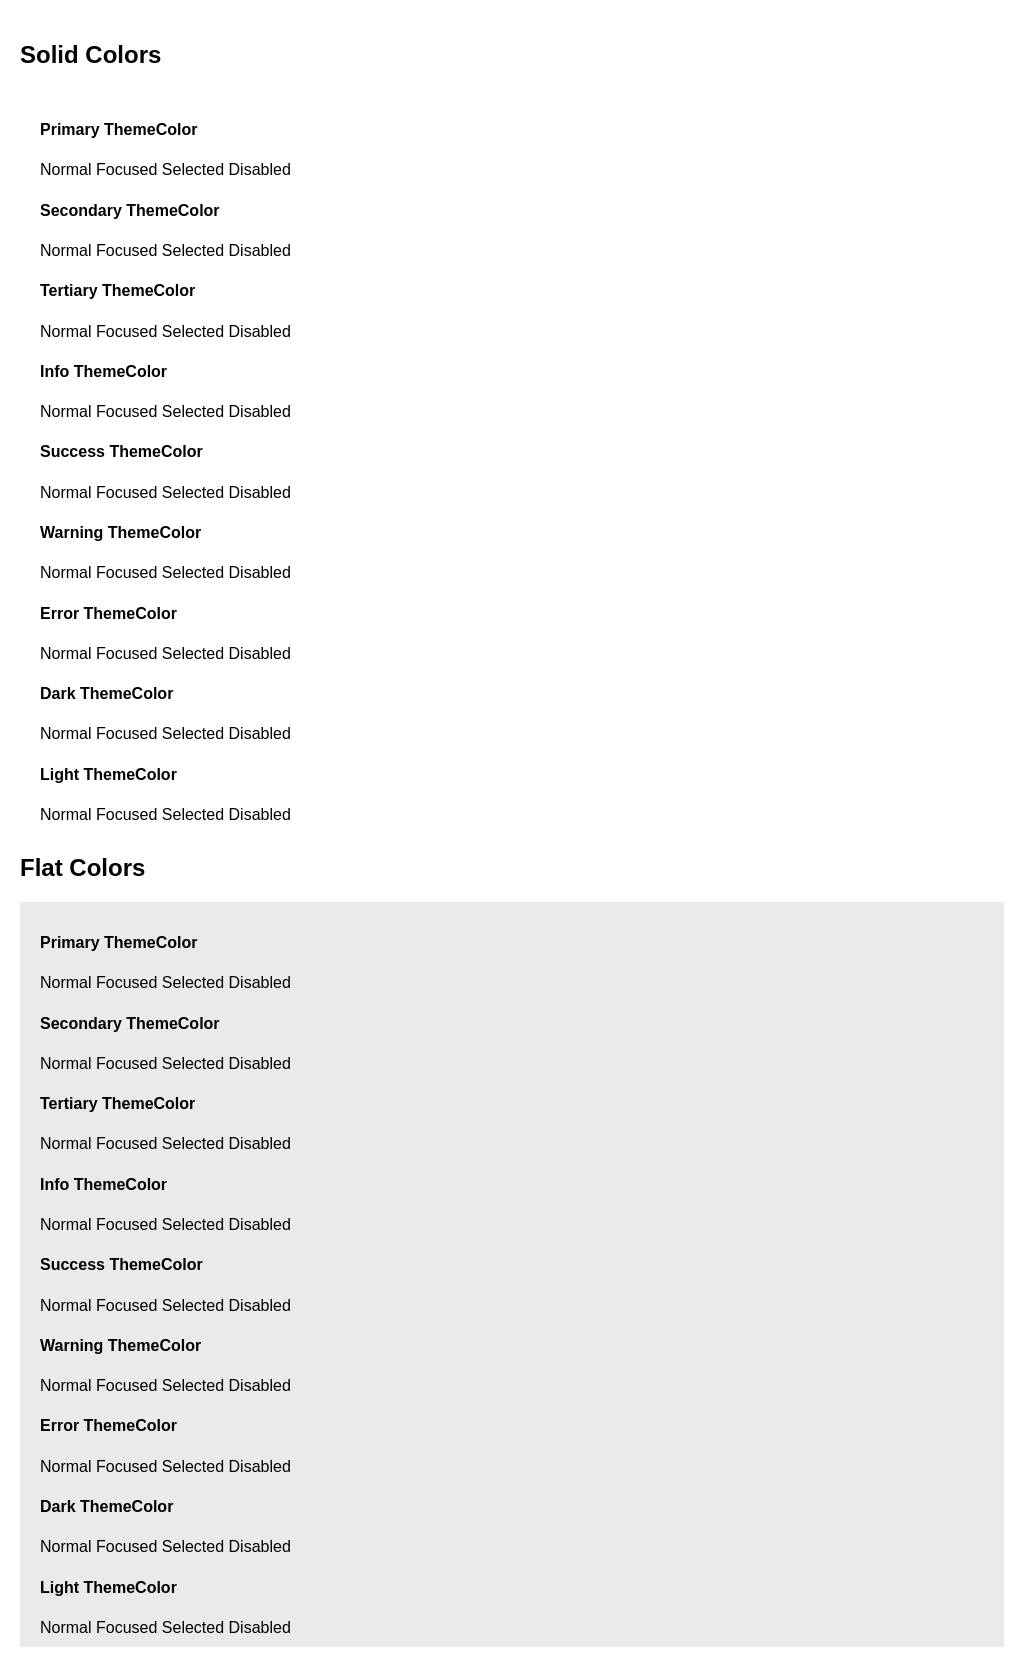 Solid Colors
Primary ThemeColor
Normal Focused Selected Disabled
Secondary ThemeColor
Normal Focused Selected Disabled
Tertiary ThemeColor
Normal Focused Selected Disabled
Info ThemeColor
Normal Focused Selected Disabled
Success ThemeColor
Normal Focused Selected Disabled
Warning ThemeColor
Normal Focused Selected Disabled
Error ThemeColor
Normal Focused Selected Disabled
Dark ThemeColor
Normal Focused Selected Disabled
Light ThemeColor
Normal Focused Selected Disabled
Flat Colors
Primary ThemeColor
Normal Focused Selected Disabled
Secondary ThemeColor
Normal Focused Selected Disabled
Tertiary ThemeColor
Normal Focused Selected Disabled
Info ThemeColor
Normal Focused Selected Disabled
Success ThemeColor
Normal Focused Selected Disabled
Warning ThemeColor
Normal Focused Selected Disabled
Error ThemeColor
Normal Focused Selected Disabled
Dark ThemeColor
Normal Focused Selected Disabled
Light ThemeColor
Normal Focused Selected Disabled